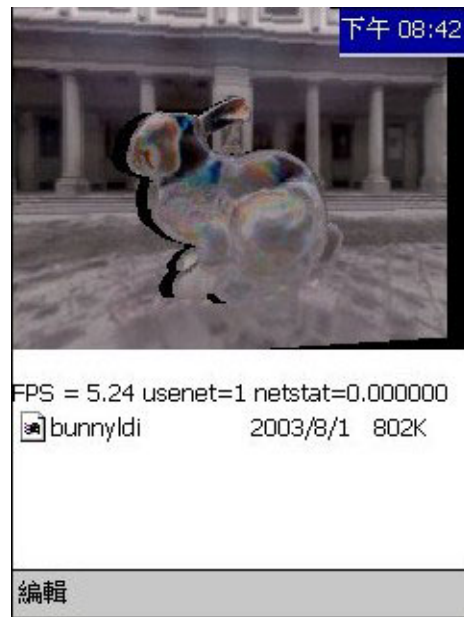 下午 08:42
FPS = 5.24 usenet=1 netstat=0.000000
bunnyldi 2003/8/1 802K
編輯